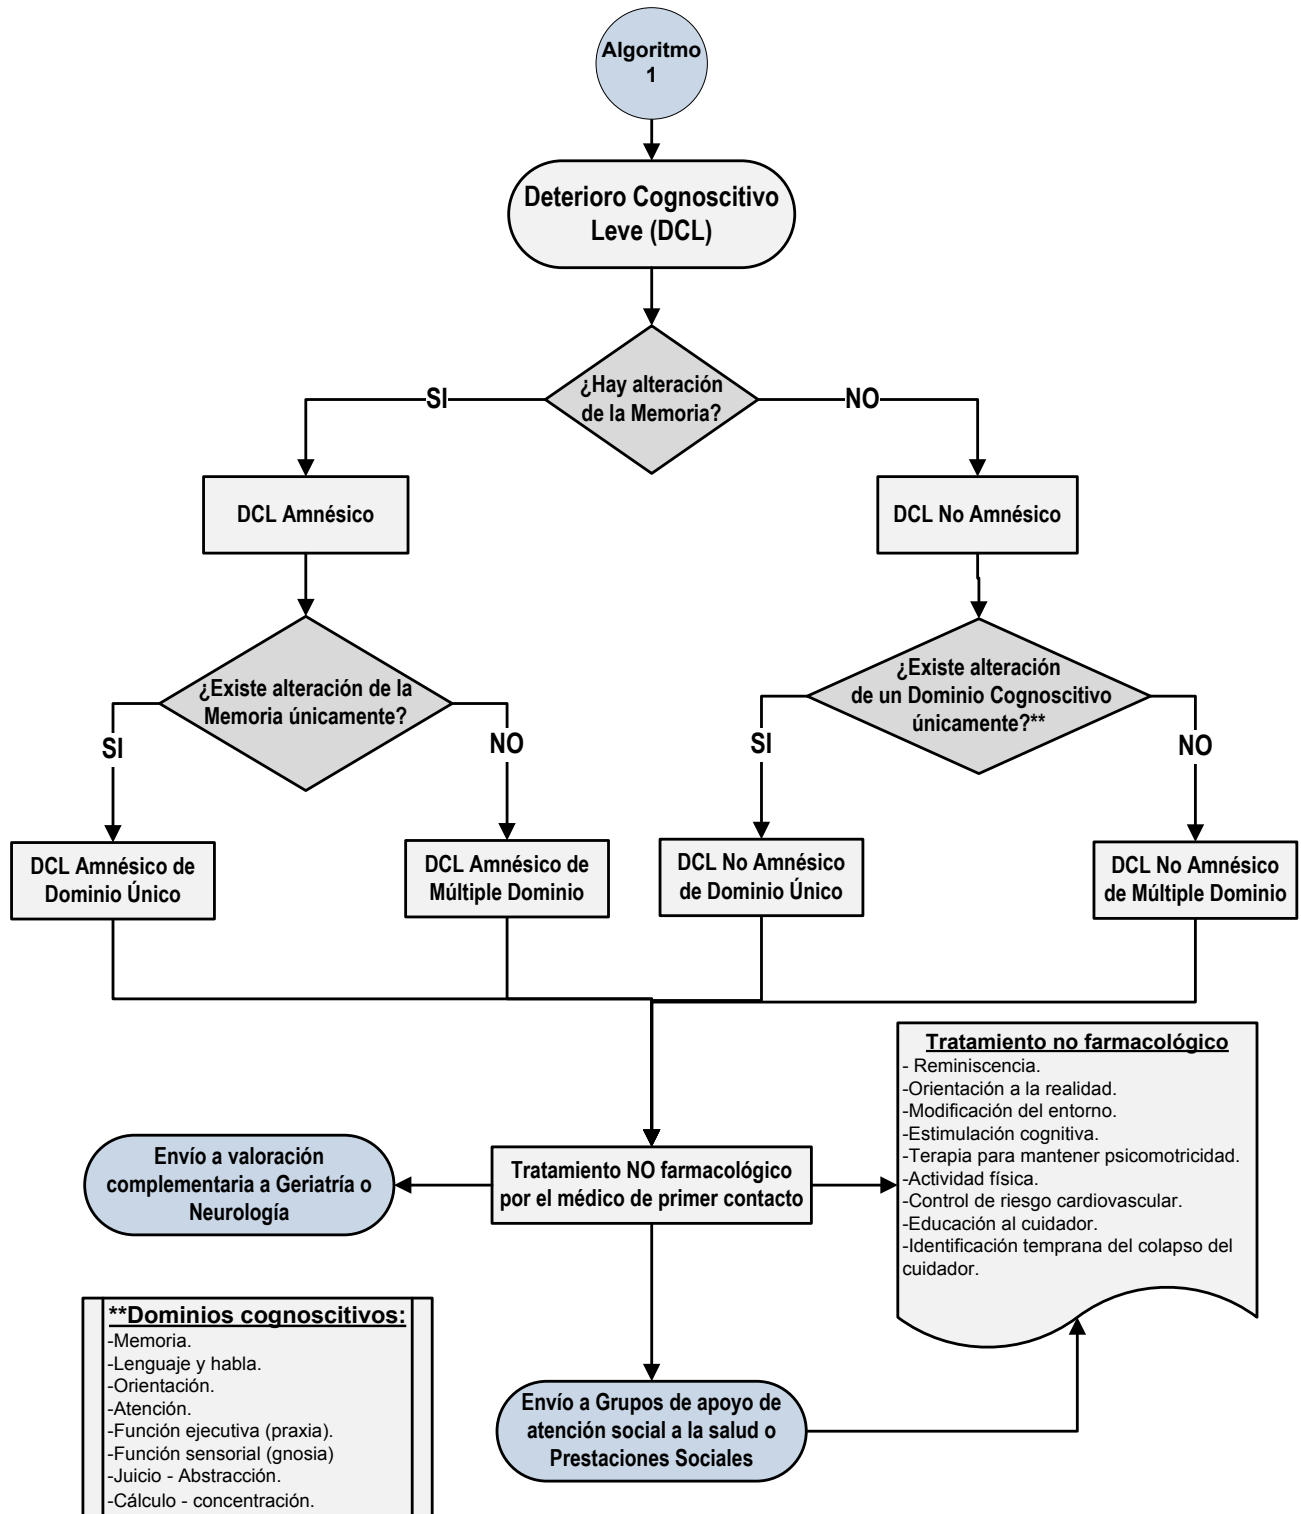 Algoritmo
1
Deterioro Cognoscitivo
Leve (DCL)
¿Hay alteración
de la Memoria?
SI
NO
DCL Amnésico
DCL No Amnésico
¿Existe alteración de la
Memoria únicamente?
¿Existe alteración
de un Dominio Cognoscitivo
únicamente?**
SI
NO
SI
NO
DCL Amnésico de
Dominio Único
DCL Amnésico de
Múltiple Dominio
DCL No Amnésico
de Dominio Único
DCL No Amnésico
de Múltiple Dominio
Tratamiento no farmacológico
- Reminiscencia.
-Orientación a la realidad.
-Modificación del entorno.
-Estimulación cognitiva.
-Terapia para mantener psicomotricidad.
-Actividad física.
-Control de riesgo cardiovascular.
-Educación al cuidador.
-Identificación temprana del colapso del
cuidador.
Envío a valoración
complementaria a Geriatría o
Neurología
Tratamiento NO farmacológico
por el médico de primer contacto
**Dominios cognoscitivos:
-Memoria.
-Lenguaje y habla.
-Orientación.
-Atención.
-Función ejecutiva (praxia).
-Función sensorial (gnosia)
-Juicio - Abstracción.
-Cálculo - concentración.
Envío a Grupos de apoyo de
atención social a la salud o
Prestaciones Sociales